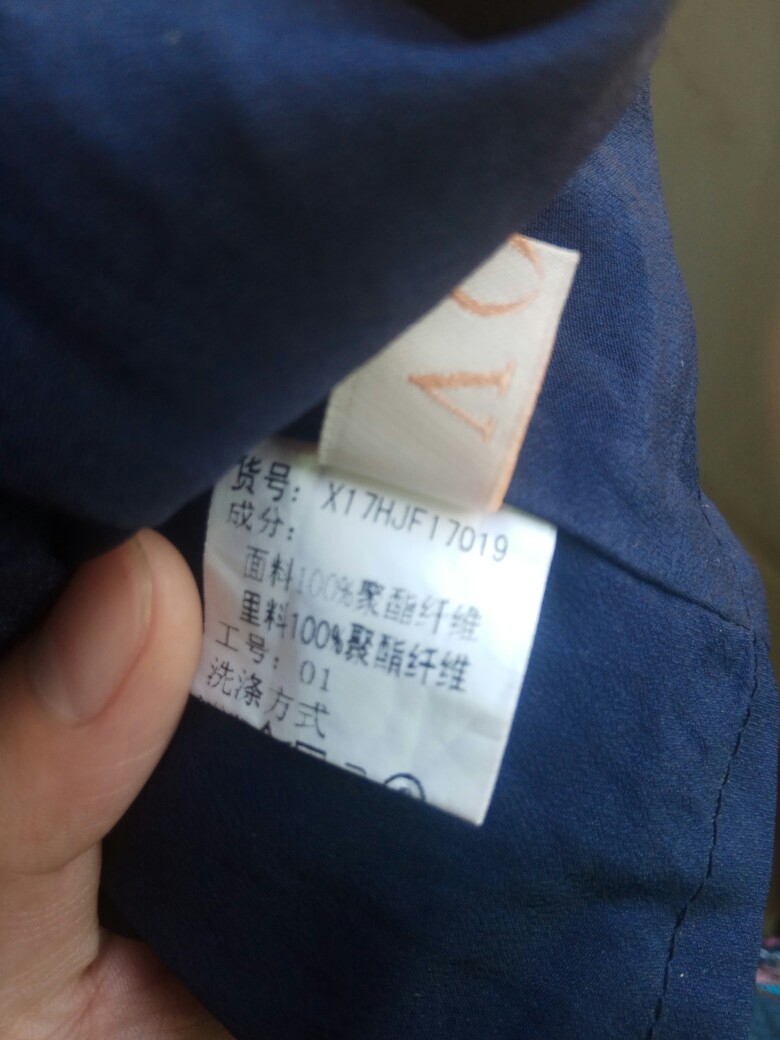 货号: X17HJF17019
成分:
面料100%聚酯纤维
里料100%聚酯纤维
工号: 01
洗涤方式